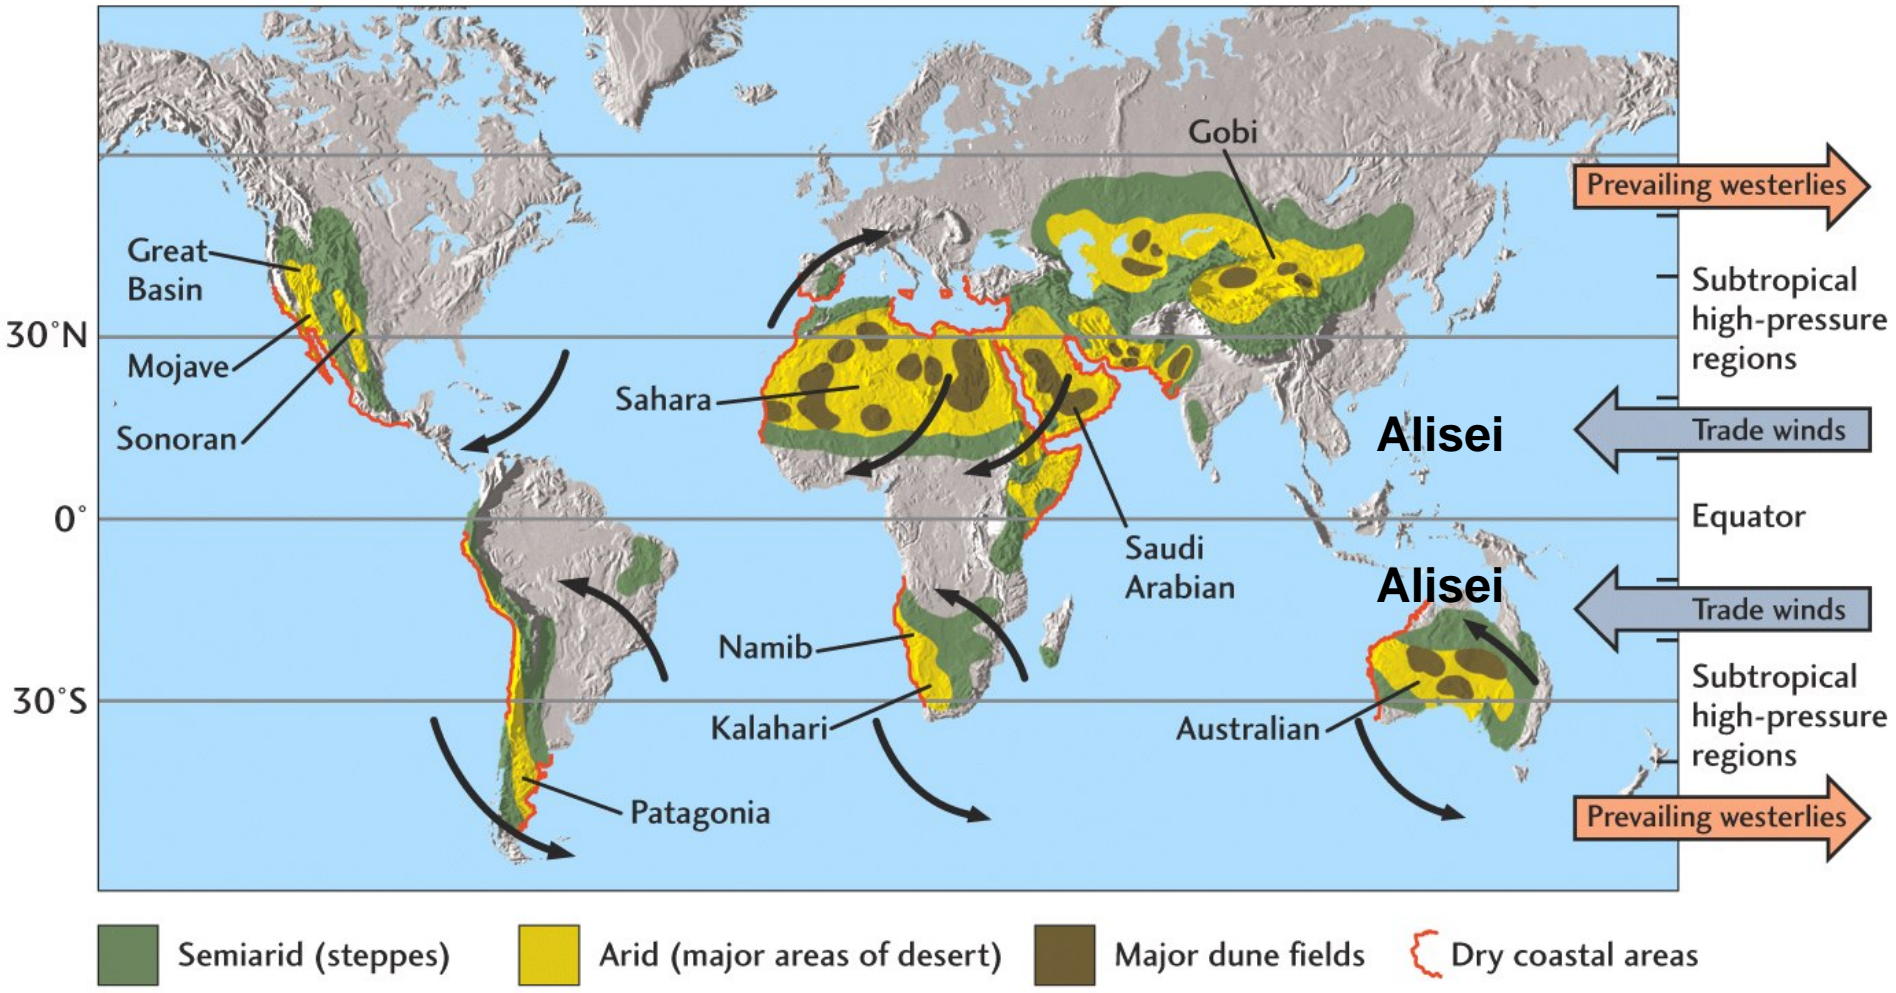 Gobi
Prevailing westerlies
Great
Basin
Subtropical
high-pressure
regions
30°N
Mojave
Sahara
Sonoran
Alisei
Trade winds
0°
Equator
Saudi
Arabian
Alisei
Trade winds
Namib
30°S
Kalahari
Australian
Subtropical
high-pressure
regions
Patagonia
Prevailing westerlies
Semiarid (steppes)
Arid (major areas of desert)
Major dune fields
Dry coastal areas